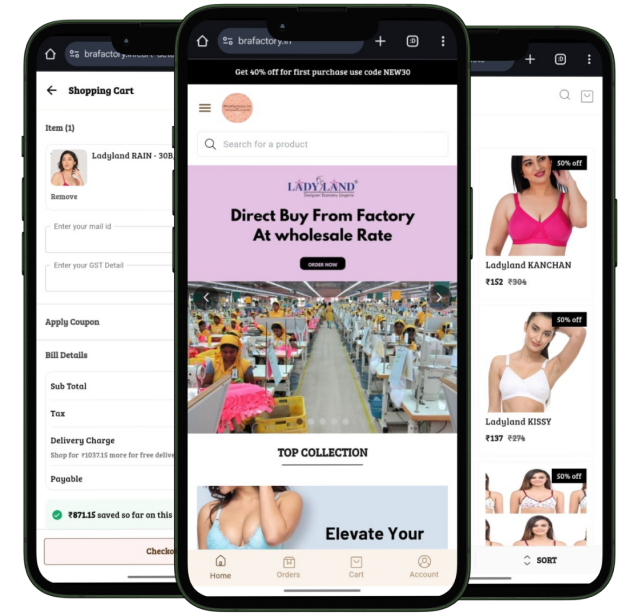 brafactory.in/cart-deta
Shopping Cart
Item (1)
Ladyland RAIN - 30B,
Remove
Enter your mail id
Enter your GST Detail
Apply Coupon
Bill Details
Sub Total
Tax
Delivery Charge
Shop for ₹1037.15 more for free delive
Payable
₹871.15 saved so far on this
Checko
brafactory.in
:D
Get 40% off for first purchase use code NEW30
Search for a product
LADYLAND®
Designer Economy Lingerie
Direct Buy From Factory
At wholesale Rate
ORDER NOW
TOP COLLECTION
Elevate Your
Home
Orders
Cart
Account
:D
50% off
Ladyland KANCHAN
₹152 ₹304
50% off
Ladyland KISSY
₹137 ₹274
50% off
SORT